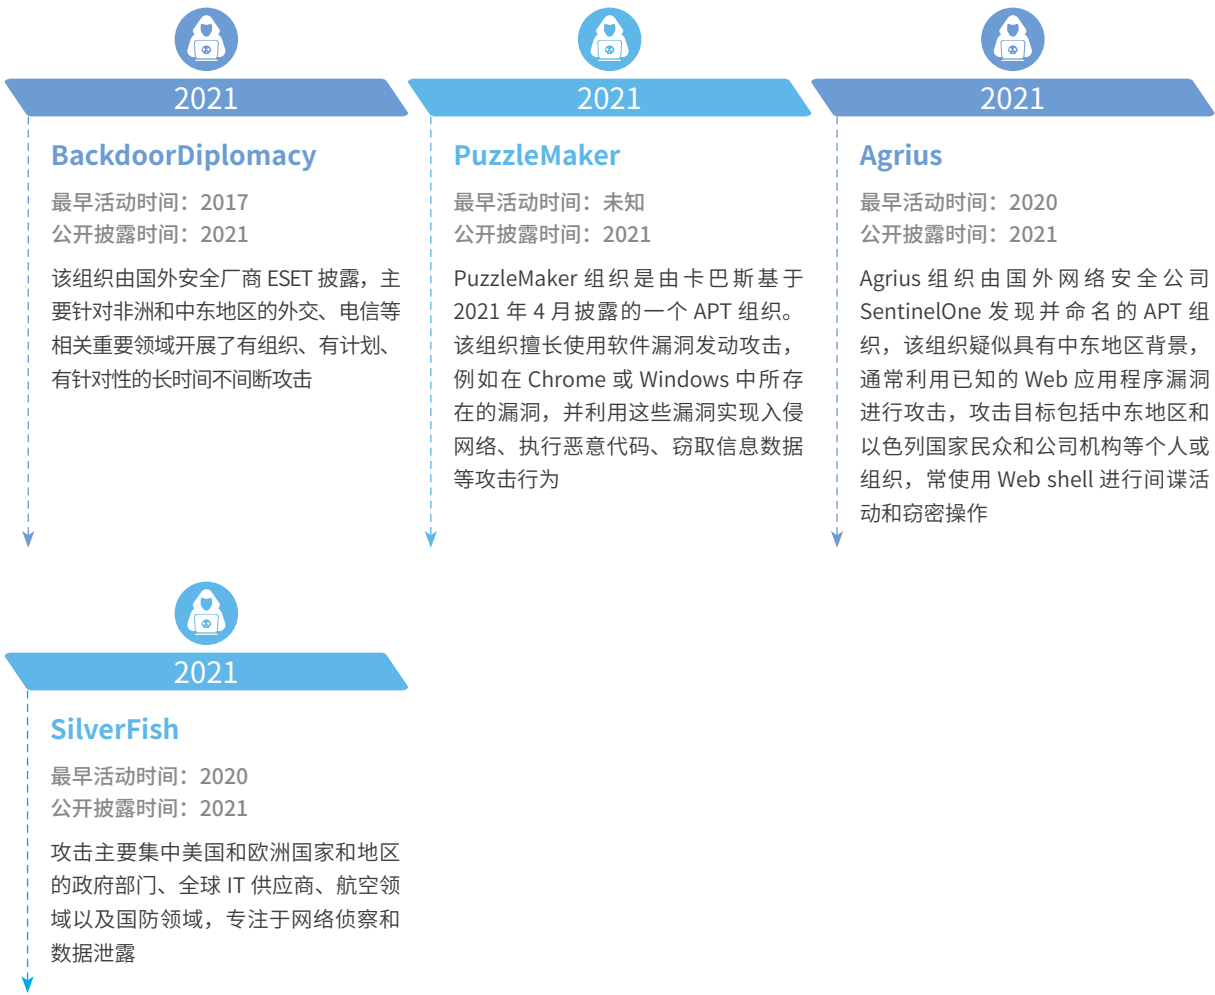 2021
BackdoorDiplomacy
最早活动时间：2017
公开披露时间：2021
该组织由国外安全厂商 ESET 披露，主
要针对非洲和中东地区的外交、电信等
相关重要领域开展了有组织、有计划、
有针对性的长时间不间断攻击
2021
PuzzleMaker
最早活动时间：未知
公开披露时间：2021
PuzzleMaker 组织是由卡巴斯基于
2021 年 4 月披露的一个 APT 组织。
该组织擅长使用软件漏洞发动攻击，
例如在 Chrome 或 Windows 中所存
在的漏洞，并利用这些漏洞实现入侵
网络、执行恶意代码、窃取信息数据
等攻击行为
2021
Agrius
最早活动时间：2020
公开披露时间：2021
Agrius 组织由国外网络安全公司
SentinelOne 发现并命名的 APT 组
织，该组织疑似具有中东地区背景，
通常利用已知的 Web 应用程序漏洞
进行攻击，攻击目标包括中东地区和
以色列国家民众和公司机构等个人或
组织，常使用 Web shell 进行间谍活
动和窃密操作
2021
SilverFish
最早活动时间：2020
公开披露时间：2021
攻击主要集中美国和欧洲国家和地区
的政府部门、全球 IT 供应商、航空领
域以及国防领域，专注于网络侦察和
数据泄露